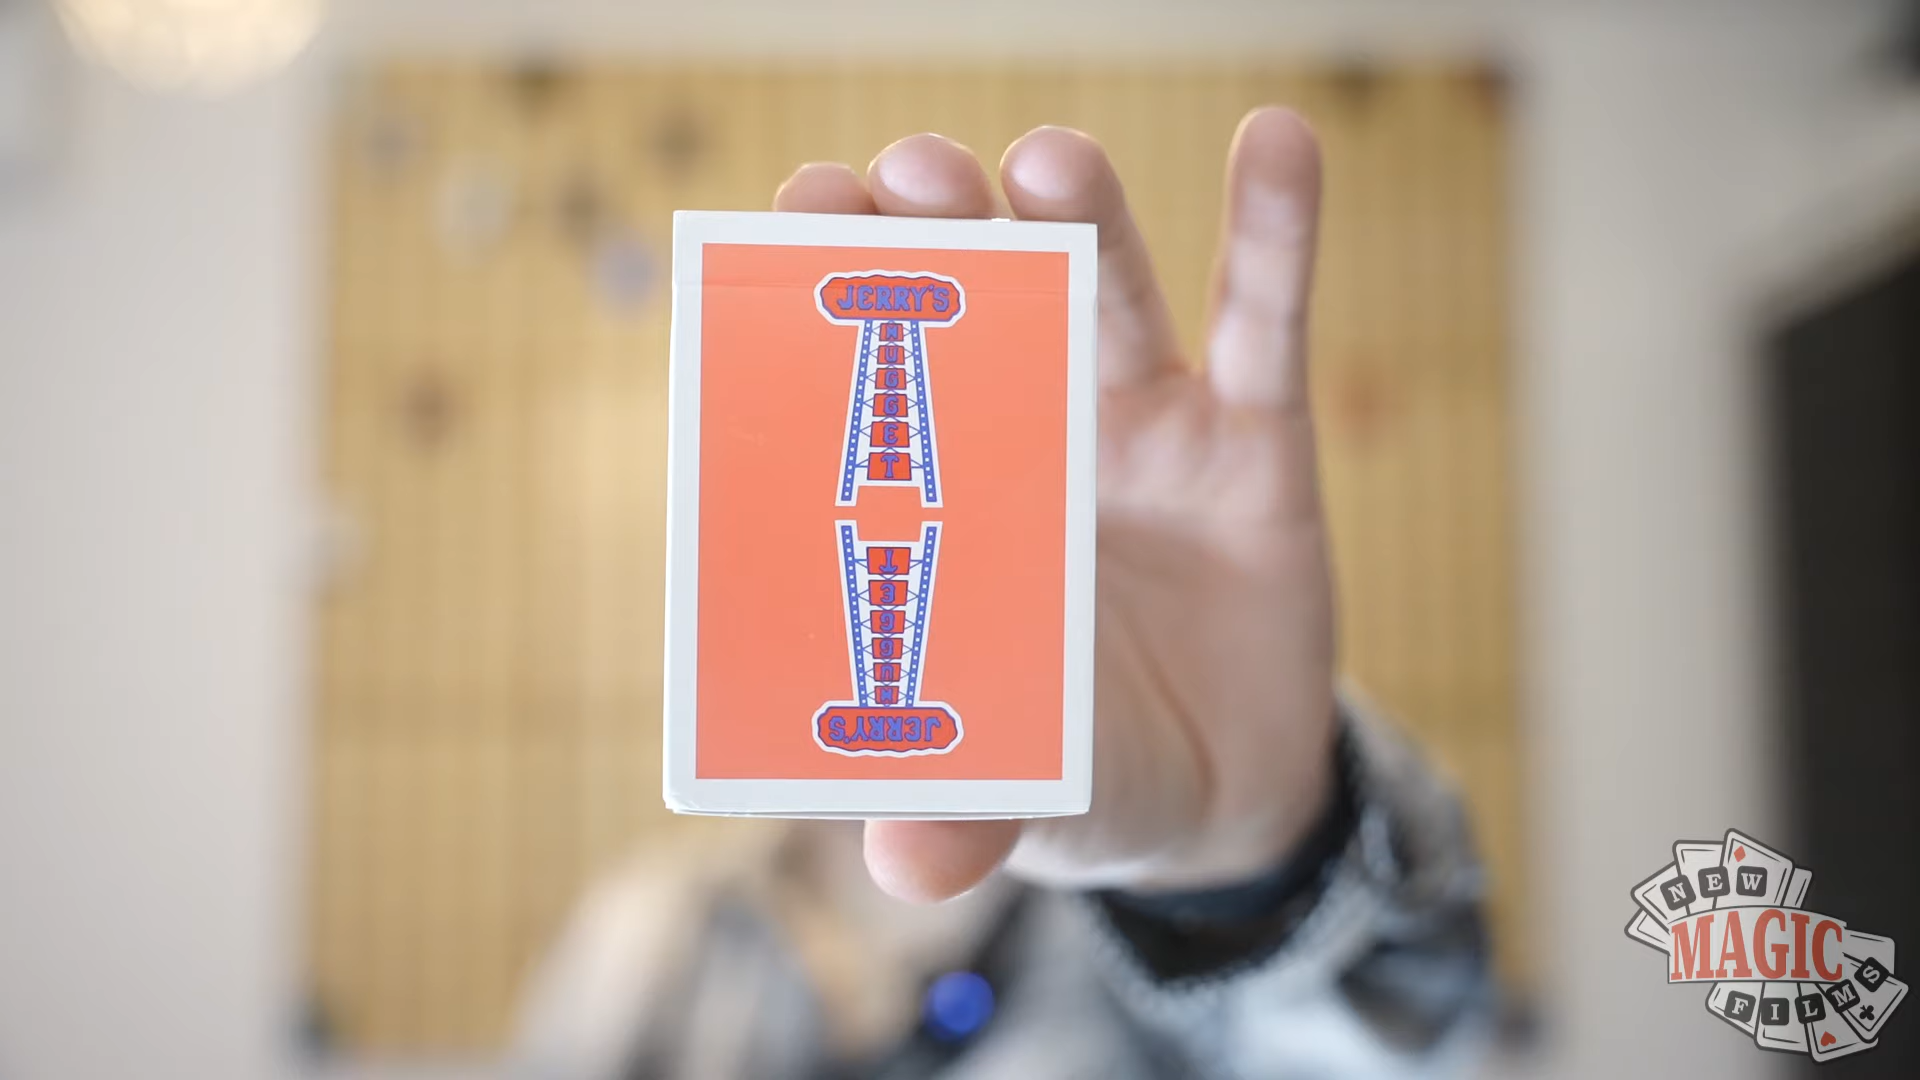 JERRY'S
NUGGET
NUGGET
JERRY'S
NEW
MAGIC
FILMS